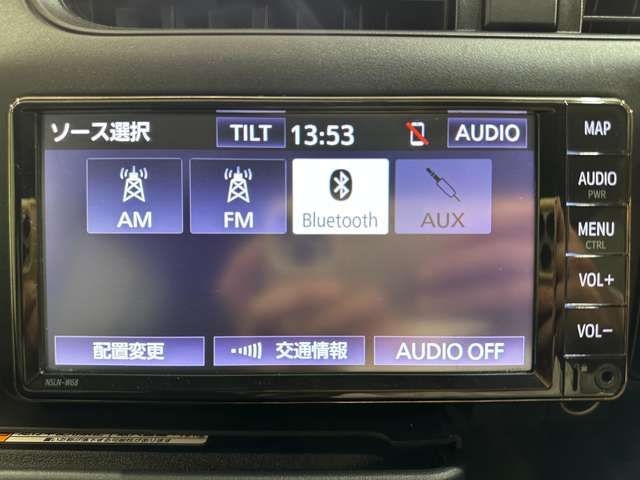 ソース選択 TILT 13:53 AUDIO
AM FM Bluetooth AUX
配置変更 交通情報 AUDIO OFF
NSLN-W68
MAP
AUDIO
PWR
MENU
CTRL
VOL+
VOL-